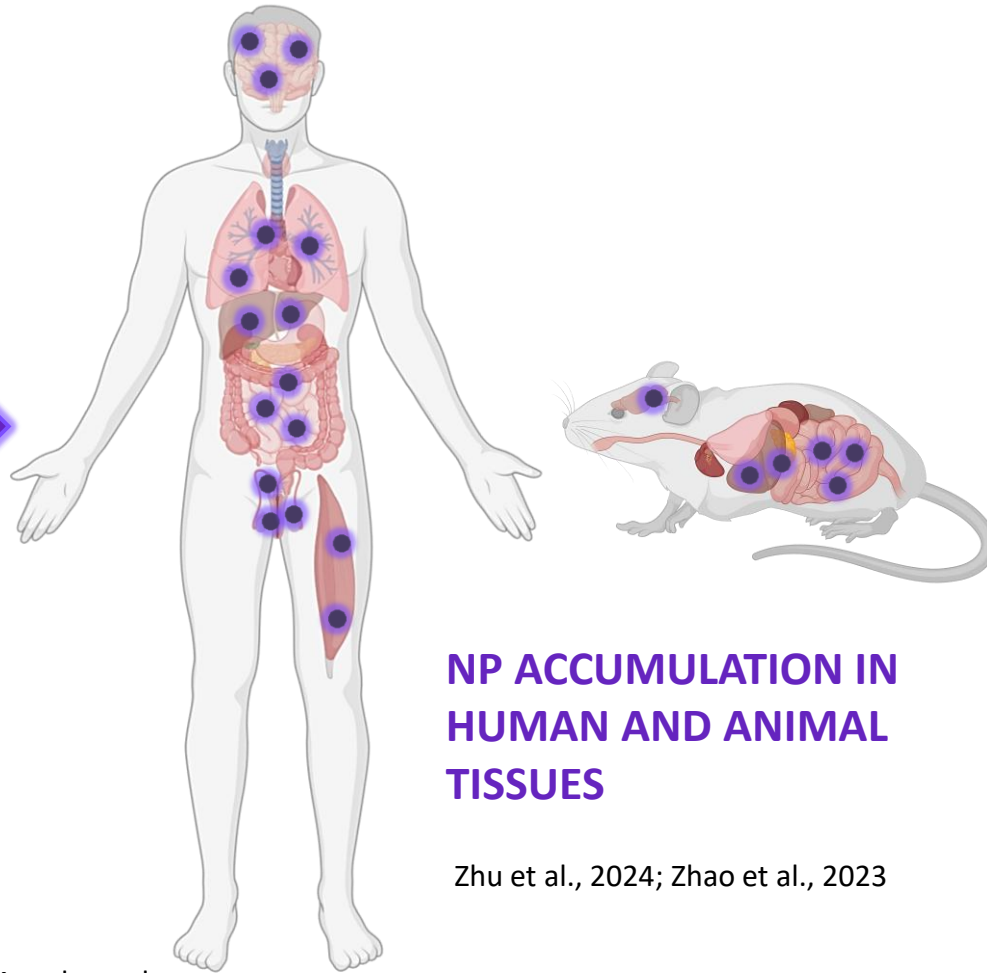 NP ACCUMULATION IN
HUMAN AND ANIMAL
TISSUES
Zhu et al., 2024; Zhao et al., 2023